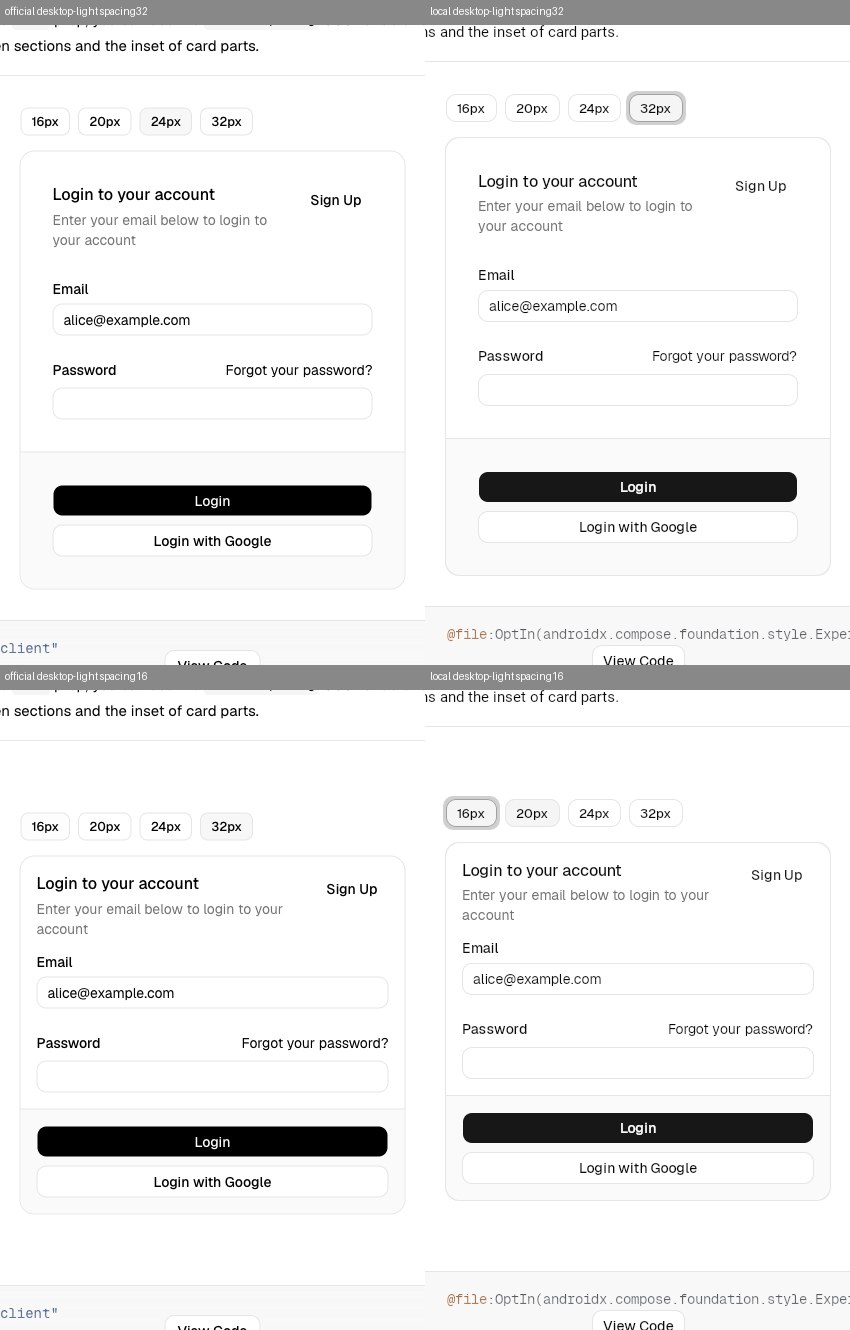 official desktop-light spacing32
en sections and the inset of card parts.
16px 20px 24px 32px
Login to your account
Sign Up
Enter your email below to login to
your account
Email
alice@example.com
Password Forgot your password?
Login
Login with Google
client"
View Code
local desktop-light spacing32
ns and the inset of card parts.
16px 20px 24px 32px
Login to your account
Sign Up
Enter your email below to login to
your account
Email
alice@example.com
Password Forgot your password?
Login
Login with Google
@file:OptIn(androidx.compose.foundation.style.Expe
View Code
official desktop-light spacing16
en sections and the inset of card parts.
16px 20px 24px 32px
Login to your account
Sign Up
Enter your email below to login to your
account
Email
alice@example.com
Password Forgot your password?
Login
Login with Google
client"
View Code
local desktop-light spacing16
ns and the inset of card parts.
16px 20px 24px 32px
Login to your account
Sign Up
Enter your email below to login to your
account
Email
alice@example.com
Password Forgot your password?
Login
Login with Google
@file:OptIn(androidx.compose.foundation.style.Expe
View Code